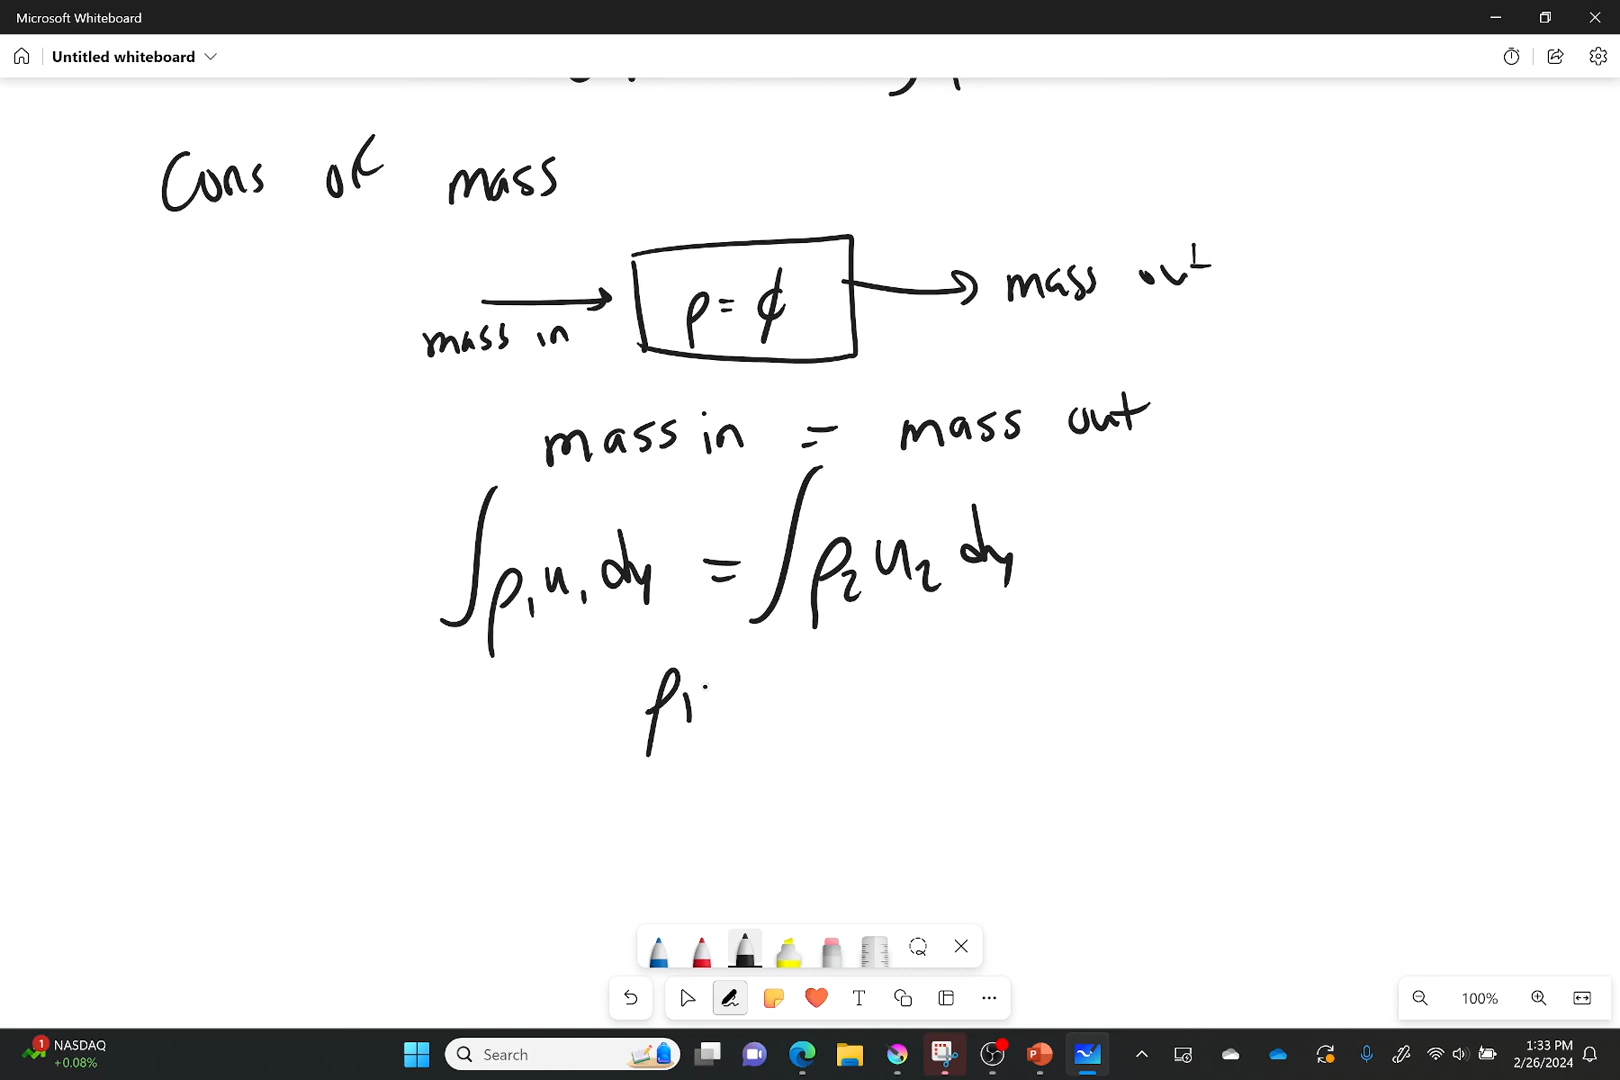 Microsoft Whiteboard
Untitled whiteboard
Cons of mass
mass in
ρ = ¢
mass out
mass in = mass out
∫ρ₁u₁dy = ∫ρ₂u₂dy
ρ₁
100%
1
NASDAQ
+0.08%
Search
1:33 PM
2/26/2024